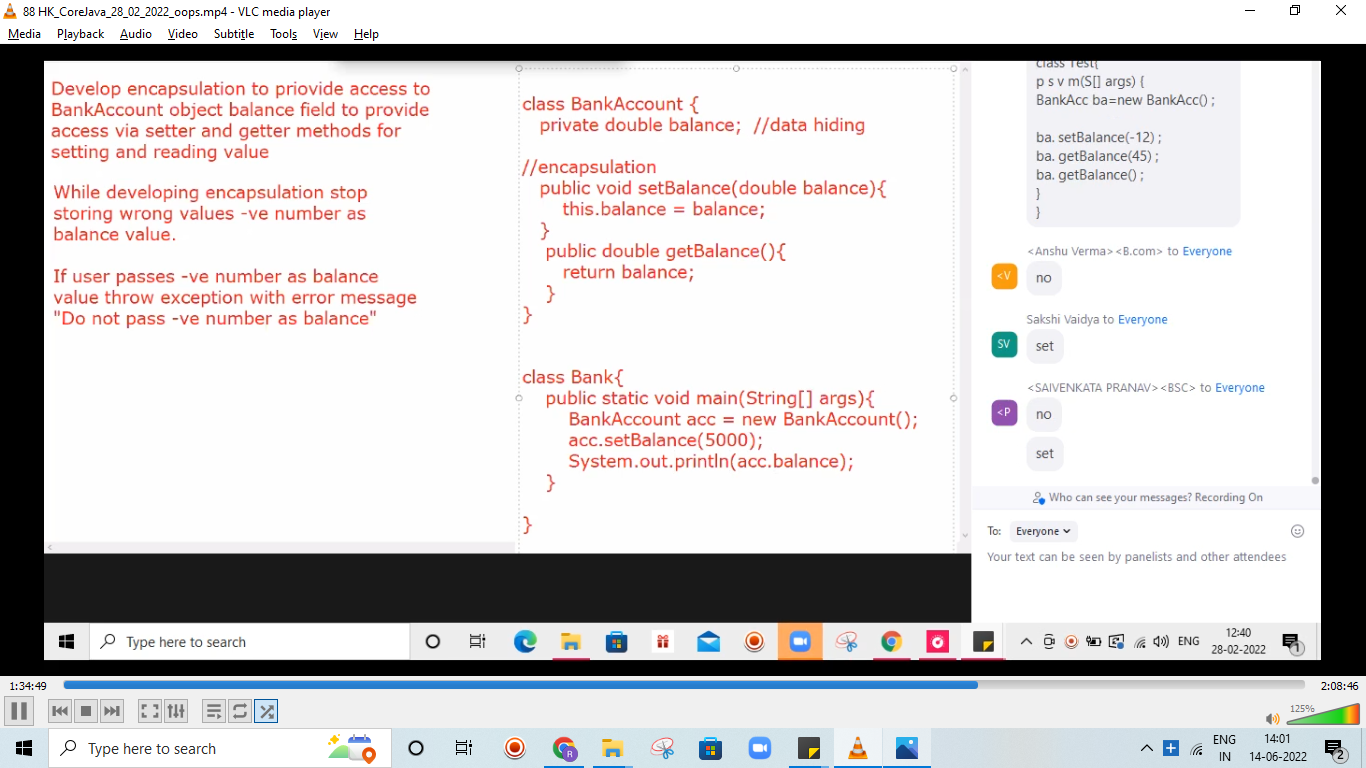 88 HK_CoreJava_28_02_2022_oops.mp4 - VLC media player
Media Playback Audio Video Subtitle Tools View Help
Develop encapsulation to priovide access to
BankAccount object balance field to provide
access via setter and getter methods for
setting and reading value
While developing encapsulation stop
storing wrong values -ve number as
balance value.
If user passes -ve number as balance
value throw exception with error message
"Do not pass -ve number as balance"
class BankAccount {
private double balance; //data hiding
//encapsulation
public void setBalance(double balance){
this.balance = balance;
}
public double getBalance(){
return balance;
}
}
class Bank{
public static void main(String[] args){
BankAccount acc = new BankAccount();
acc.setBalance(5000);
System.out.println(acc.balance);
}
}
class Test{
p s v m(S[] args) {
BankAcc ba=new BankAcc() ;
ba. setBalance(-12) ;
ba. getBalance(45) ;
ba. getBalance() ;
}
}
<Anshu Verma><B.com> to Everyone
<V
no
Sakshi Vaidya to Everyone
SV
set
<SAIVENKATA PRANAV><BSC> to Everyone
<P
no
set
Who can see your messages? Recording On
To: Everyone
Your text can be seen by panelists and other attendees
Type here to search
ENG
12:40
28-02-2022
1
1:34:49
2:08:46
125%
Type here to search
R
ENG
IN
14:01
14-06-2022
2